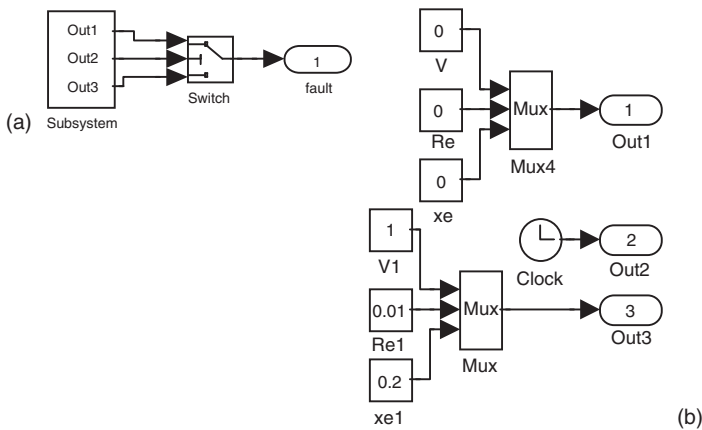 Out1
Out2
Out3
Subsystem
Switch
1
fault
(a)
0
V
0
Re
0
xe
Mux
Mux4
1
Out1
1
V1
0.01
Re1
0.2
xe1
Mux
Mux
Clock
2
Out2
3
Out3
(b)